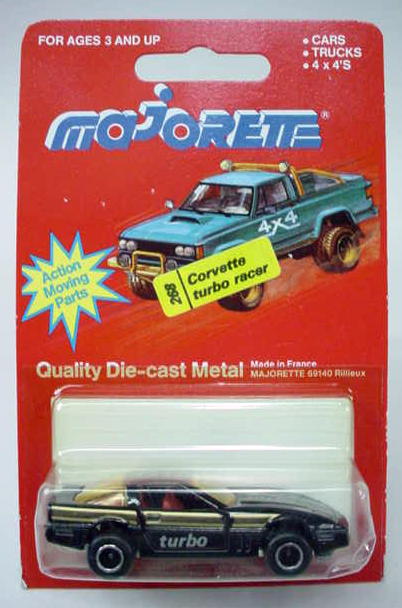 FOR AGES 3 AND UP
• CARS
• TRUCKS
• 4 x 4'S
MAJORETTE®
4x4
Action
Moving
Parts
268
Corvette
turbo racer
Quality Die-cast Metal
Made in France
MAJORETTE 69140 Rillieux
turbo